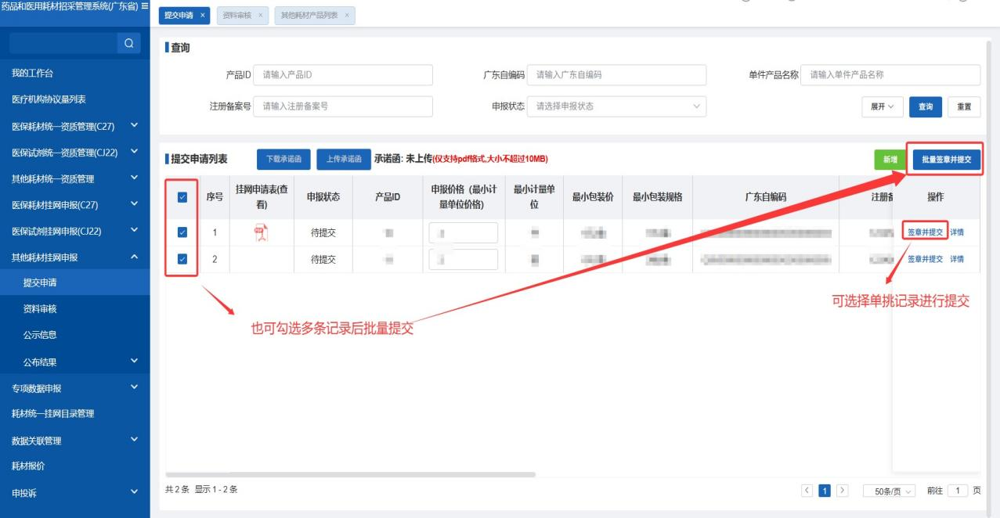 药品和医用耗材招采管理系统(广东省)
提交申请 ×
资料审核 ×
其他耗材产品列表 ×
我的工作台
医疗机构协议量列表
医保耗材统一资质管理(C27)
医保试剂统一资质管理(CJ22)
其他耗材统一资质管理
医保耗材挂网申报(C27)
医保试剂挂网申报(CJ22)
其他耗材挂网申报
提交申请
资料审核
公示信息
公布结果
专项数据申报
耗材统一挂网目录管理
数据关联管理
耗材报价
申投诉
查询
产品ID 请输入产品ID
广东自编码 请输入广东自编码
单件产品名称 请输入单件产品名称
注册备案号 请输入注册备案号
申报状态 请选择申报状态
展开 查询 重置
提交申请列表 下载承诺函 上传承诺函 承诺函: 未上传(仅支持pdf格式,大小不超过10MB)
新增 批量签章并提交
序号 挂网申请表(查看) 申报状态 产品ID 申报价格 (最小计量单位价格) 最小计量单位 最小包装价 最小包装规格 广东自编码 注册备 操作
1 待提交 签章并提交 详情
2 待提交 签章并提交 详情
可选择单挑记录进行提交
也可勾选多条记录后批量提交
共 2 条 显示 1 - 2 条
1 50条/页 前往 1 页